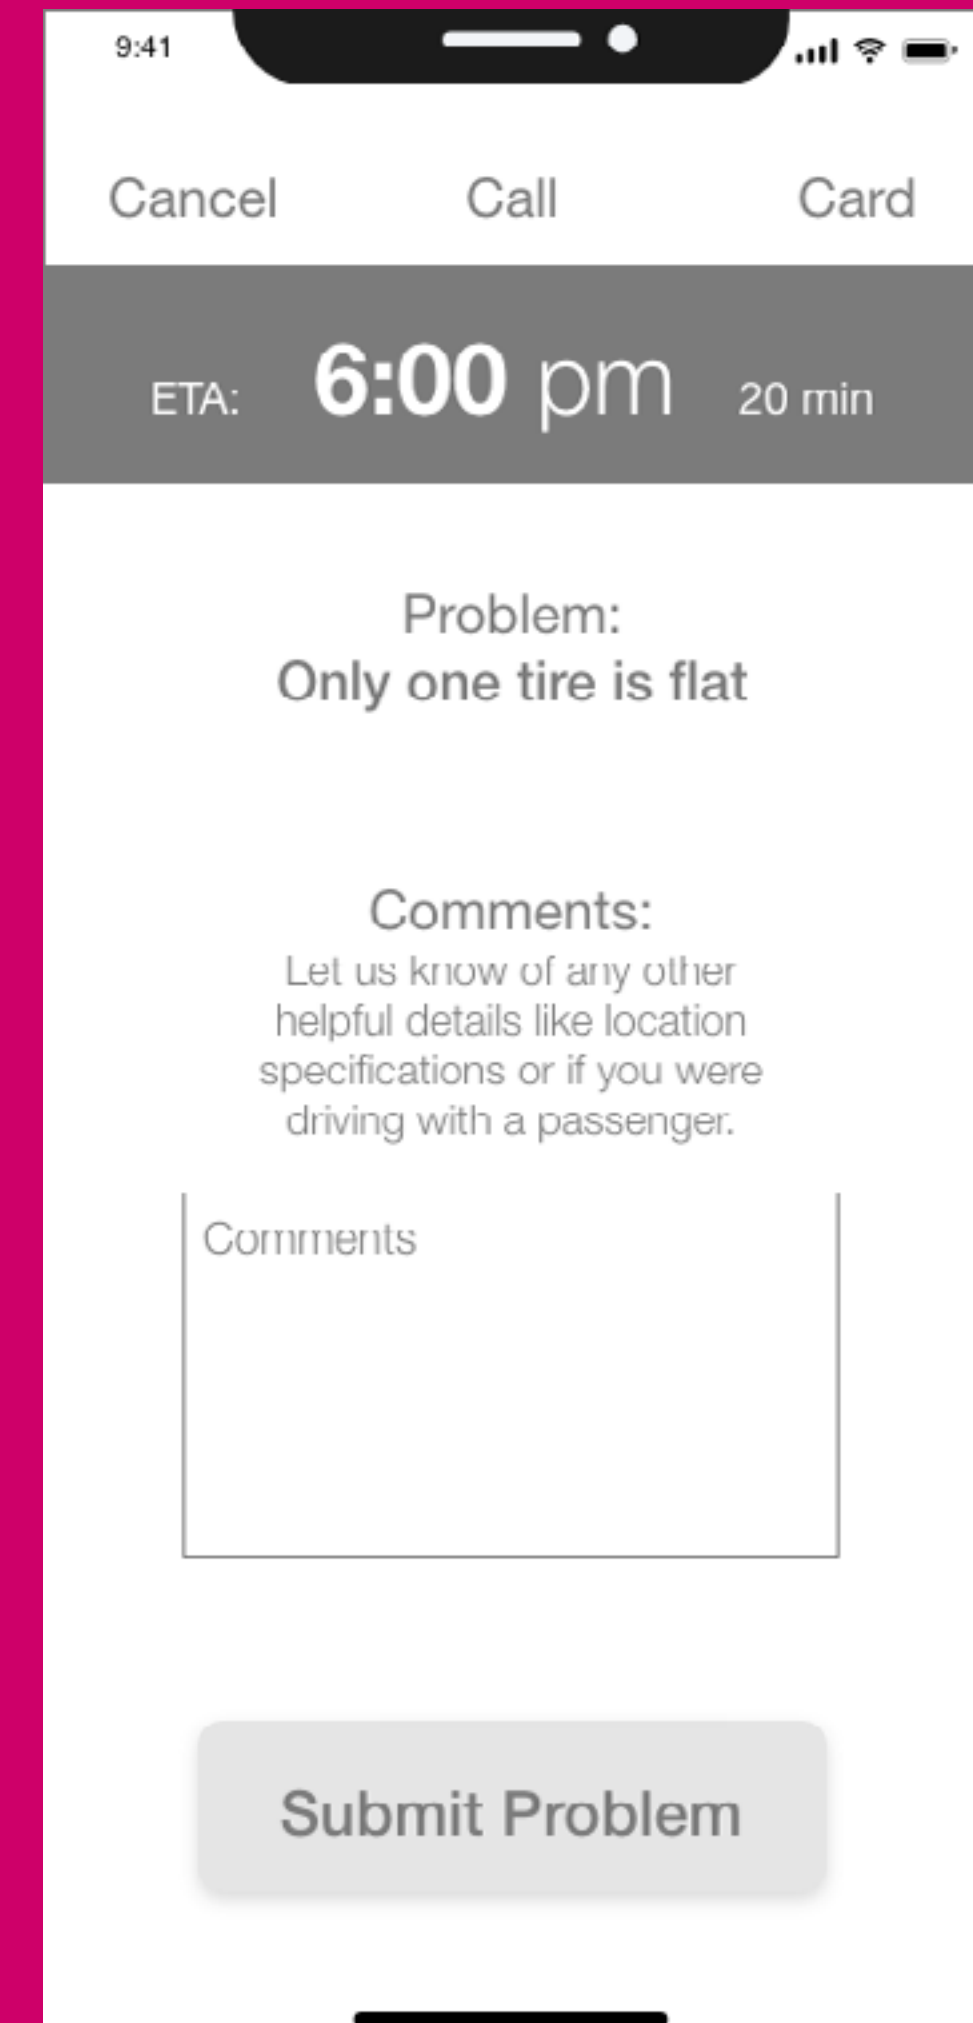 9:41
Cancel Call Card
ETA: 6:00 pm 20 min
Problem:
Only one tire is flat
Comments:
Let us know of any other
helpful details like location
specifications or if you were
driving with a passenger.
Comments
Submit Problem